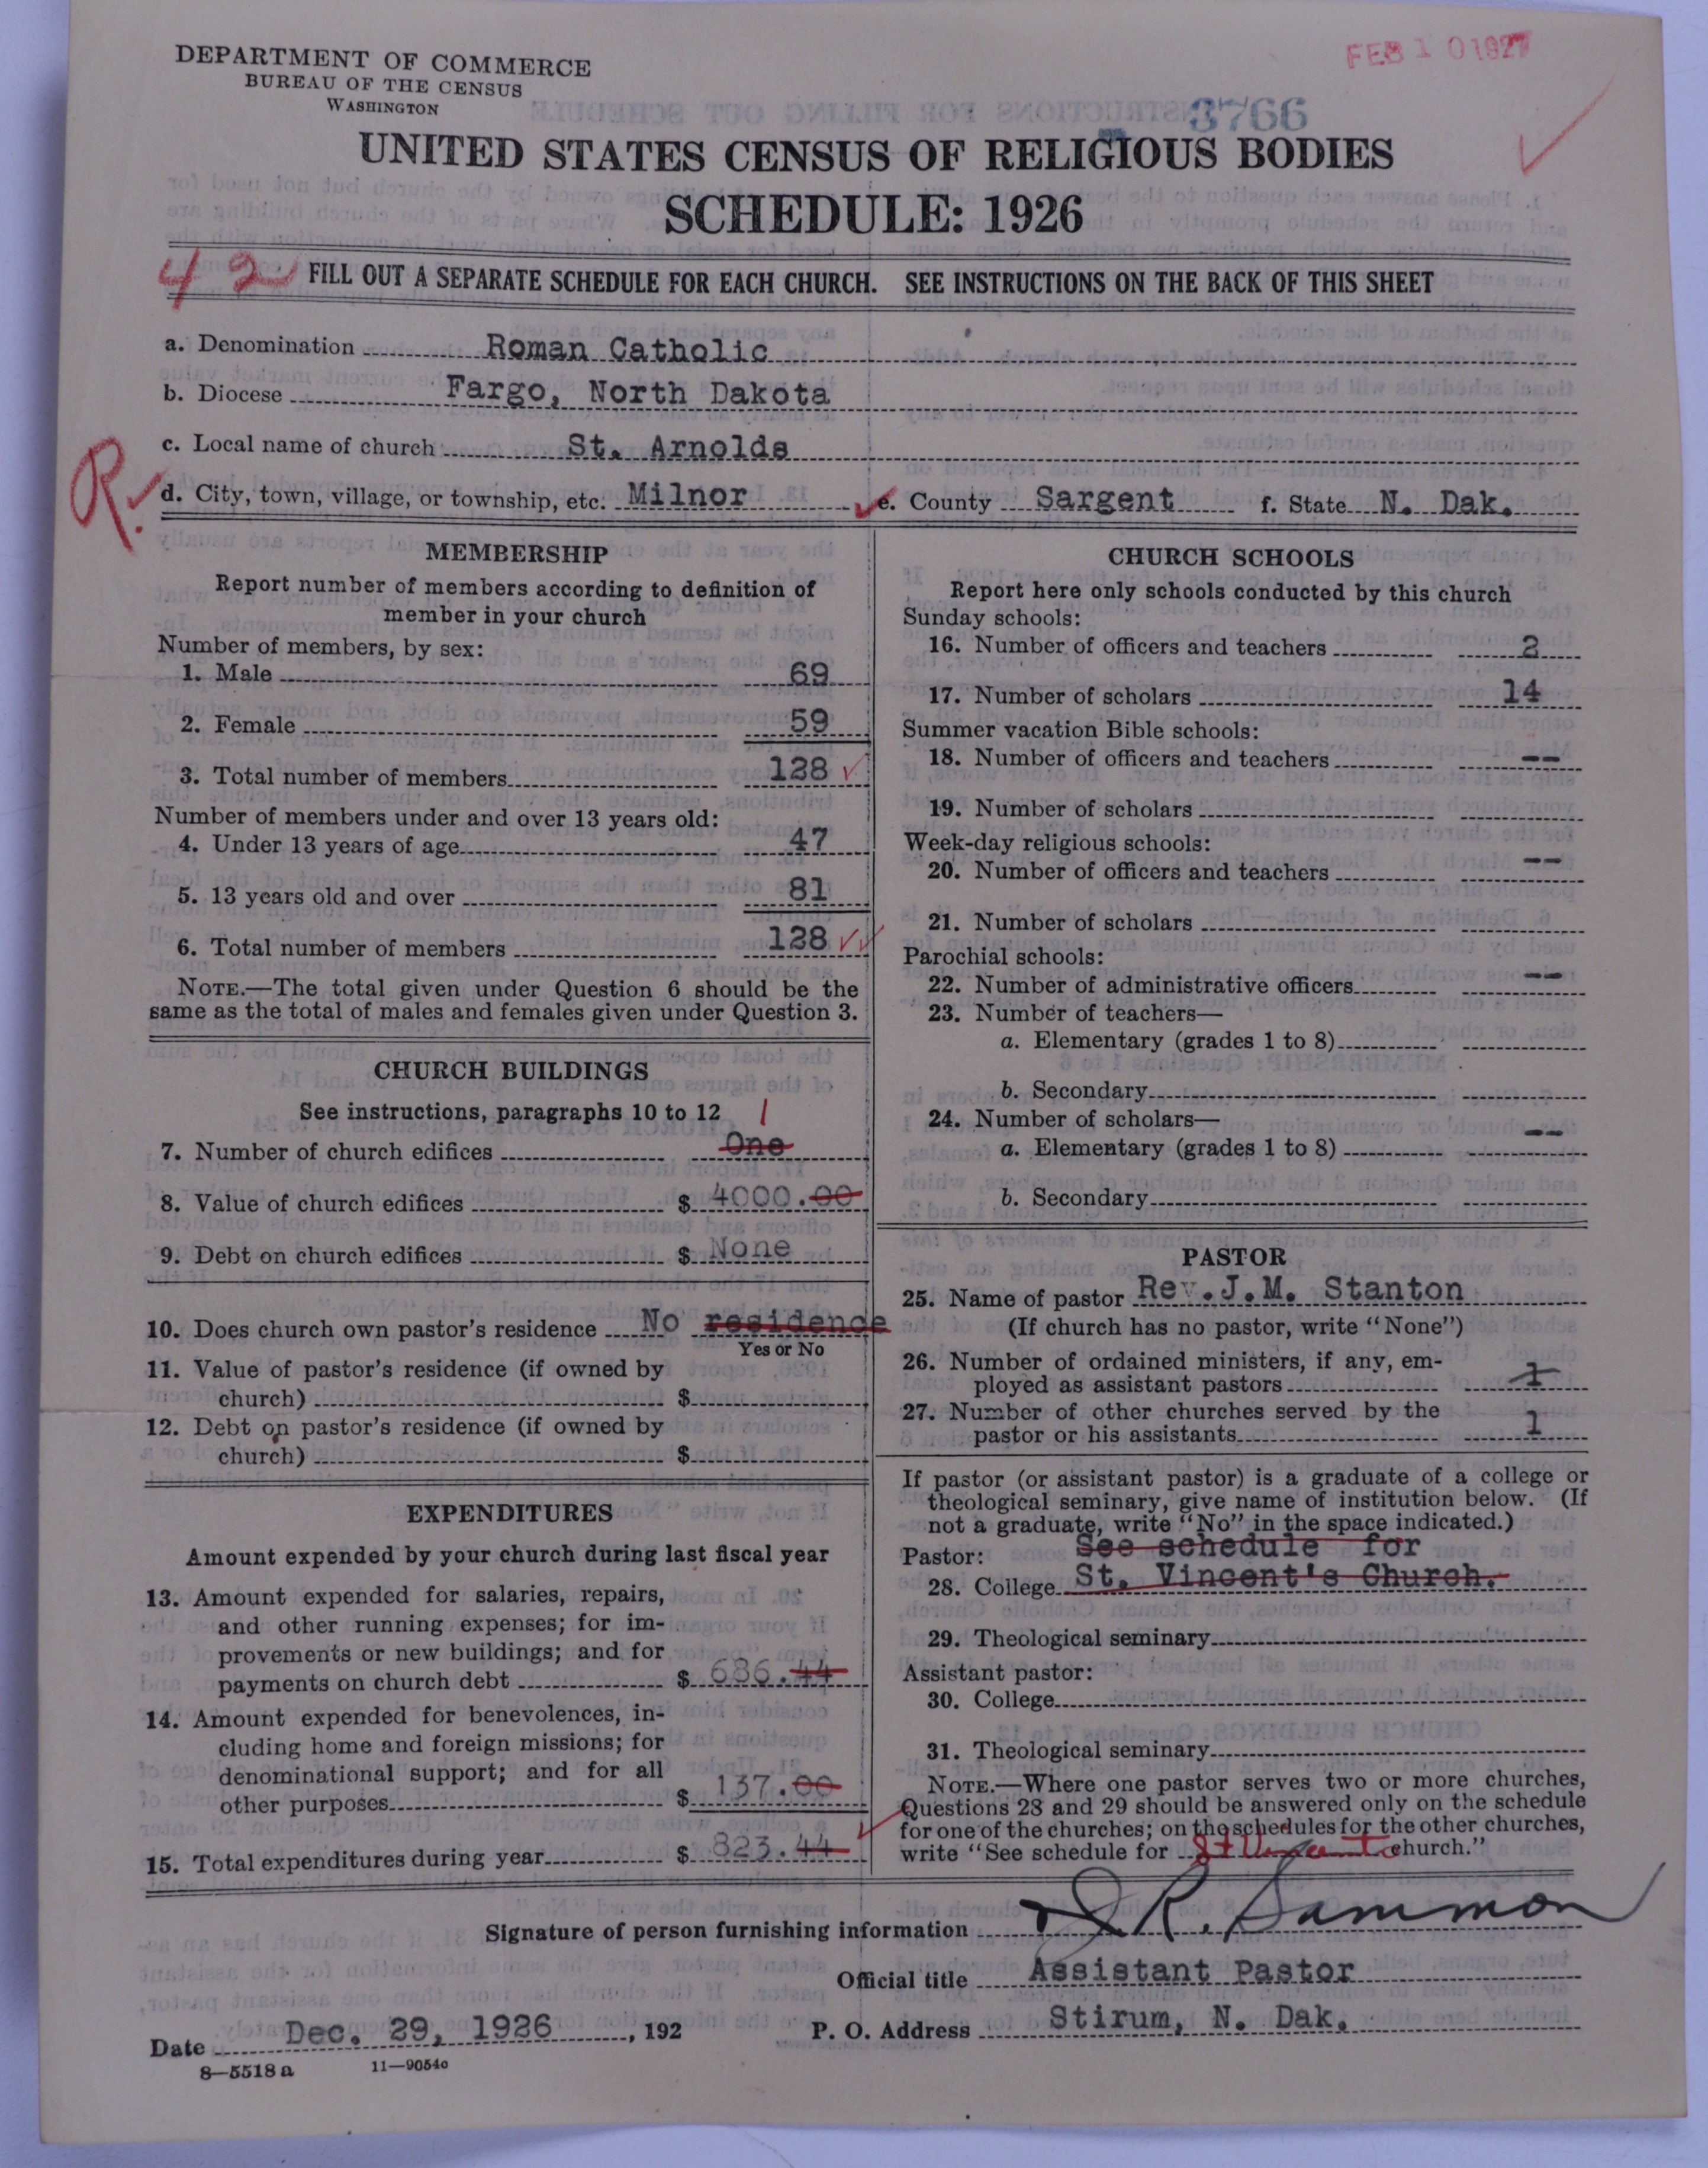 DEPARTMENT OF COMMERCE
BUREAU OF THE CENSUS
WASHINGTON
FEB 10 1927
3766
UNITED STATES CENSUS OF RELIGIOUS BODIES
SCHEDULE: 1926
42 FILL OUT A SEPARATE SCHEDULE FOR EACH CHURCH. SEE INSTRUCTIONS ON THE BACK OF THIS SHEET
a. Denomination Roman Catholic
b. Diocese Fargo, North Dakota
c. Local name of church St. Arnolds
R.
d. City, town, village, or township, etc. Milnor e. County Sargent f. State N. Dak.
MEMBERSHIP
Report number of members according to definition of
member in your church
Number of members, by sex:
1. Male 69
2. Female 59
3. Total number of members 128
Number of members under and over 13 years old:
4. Under 13 years of age 47
5. 13 years old and over 81
6. Total number of members 128
NOTE.—The total given under Question 6 should be the
same as the total of males and females given under Question 3.
CHURCH BUILDINGS
See instructions, paragraphs 10 to 12 1
7. Number of church edifices One
8. Value of church edifices $ 4000.00
9. Debt on church edifices $ None
10. Does church own pastor's residence No residence
Yes or No
11. Value of pastor's residence (if owned by
church) $
12. Debt on pastor's residence (if owned by
church) $
EXPENDITURES
Amount expended by your church during last fiscal year
13. Amount expended for salaries, repairs,
and other running expenses; for im-
provements or new buildings; and for
payments on church debt $ 686.44
14. Amount expended for benevolences, in-
cluding home and foreign missions; for
denominational support; and for all
other purposes $ 137.00
15. Total expenditures during year $ 823.44
CHURCH SCHOOLS
Report here only schools conducted by this church
Sunday schools:
16. Number of officers and teachers 2
17. Number of scholars 14
Summer vacation Bible schools:
18. Number of officers and teachers --
19. Number of scholars
Week-day religious schools:
20. Number of officers and teachers --
21. Number of scholars
Parochial schools:
22. Number of administrative officers --
23. Number of teachers—
a. Elementary (grades 1 to 8)
b. Secondary
24. Number of scholars—
a. Elementary (grades 1 to 8) --
b. Secondary
PASTOR
25. Name of pastor Rev. J.M. Stanton
(If church has no pastor, write "None")
26. Number of ordained ministers, if any, em-
ployed as assistant pastors 1
27. Number of other churches served by the
pastor or his assistants 1
If pastor (or assistant pastor) is a graduate of a college or
theological seminary, give name of institution below. (If
not a graduate, write "No" in the space indicated.)
Pastor: See schedule for
28. College St. Vincent's Church.
29. Theological seminary
Assistant pastor:
30. College
31. Theological seminary
NOTE.—Where one pastor serves two or more churches,
Questions 28 and 29 should be answered only on the schedule
for one of the churches; on the schedules for the other churches,
write "See schedule for St Vincents church."
Signature of person furnishing information J. R. Sammon
Official title Assistant Pastor
Date Dec. 29, 1926, 192 P. O. Address Stirum, N. Dak.
8—5518 a 11—9054o